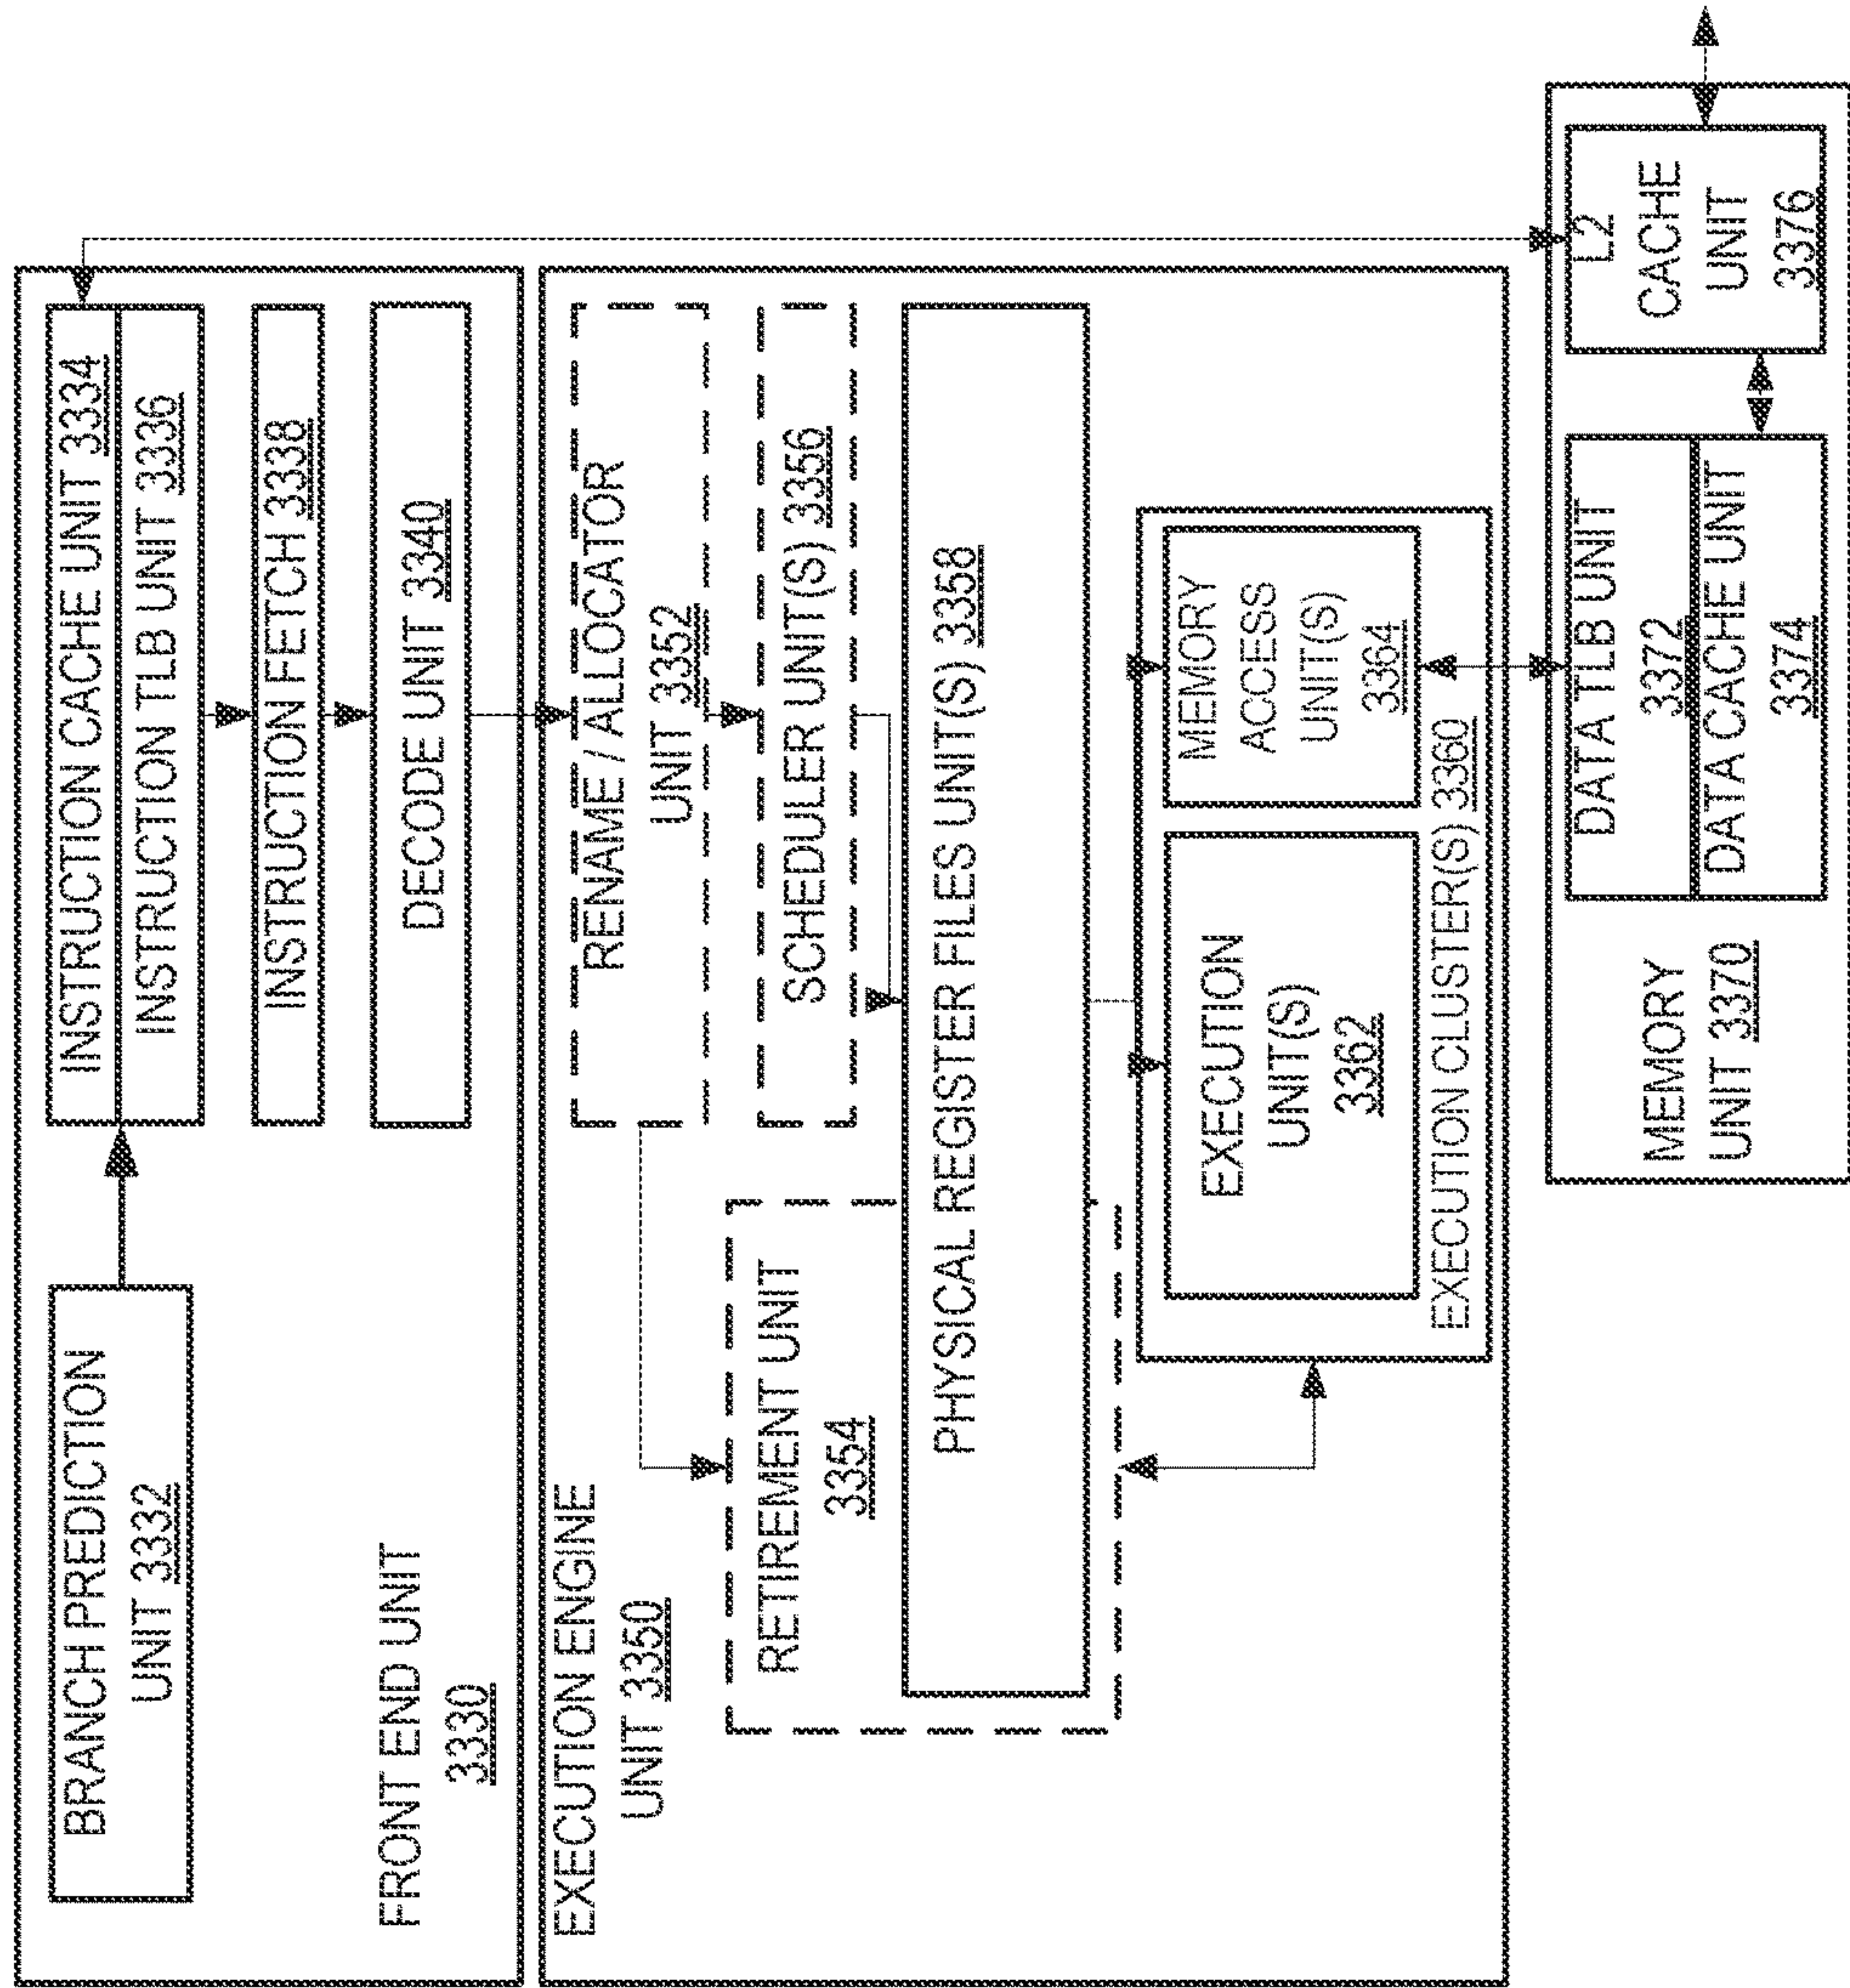 BRANCH PREDICTION
UNIT 3332
INSTRUCTION CACHE UNIT 3334
INSTRUCTION TLB UNIT 3336
INSTRUCTION FETCH 3338
DECODE UNIT 3340
FRONT END UNIT
3330
EXECUTION ENGINE
UNIT 3350
RENAME / ALLOCATOR
UNIT 3352
RETIREMENT UNIT
3354
SCHEDULER UNIT(S) 3356
PHYSICAL REGISTER FILES UNIT(S) 3358
EXECUTION
UNIT(S)
3362
MEMORY
ACCESS
UNIT(S)
3364
EXECUTION CLUSTER(S) 3360
MEMORY
UNIT 3370
DATA TLB UNIT
3372
DATA CACHE UNIT
3374
L2
CACHE
UNIT
3376